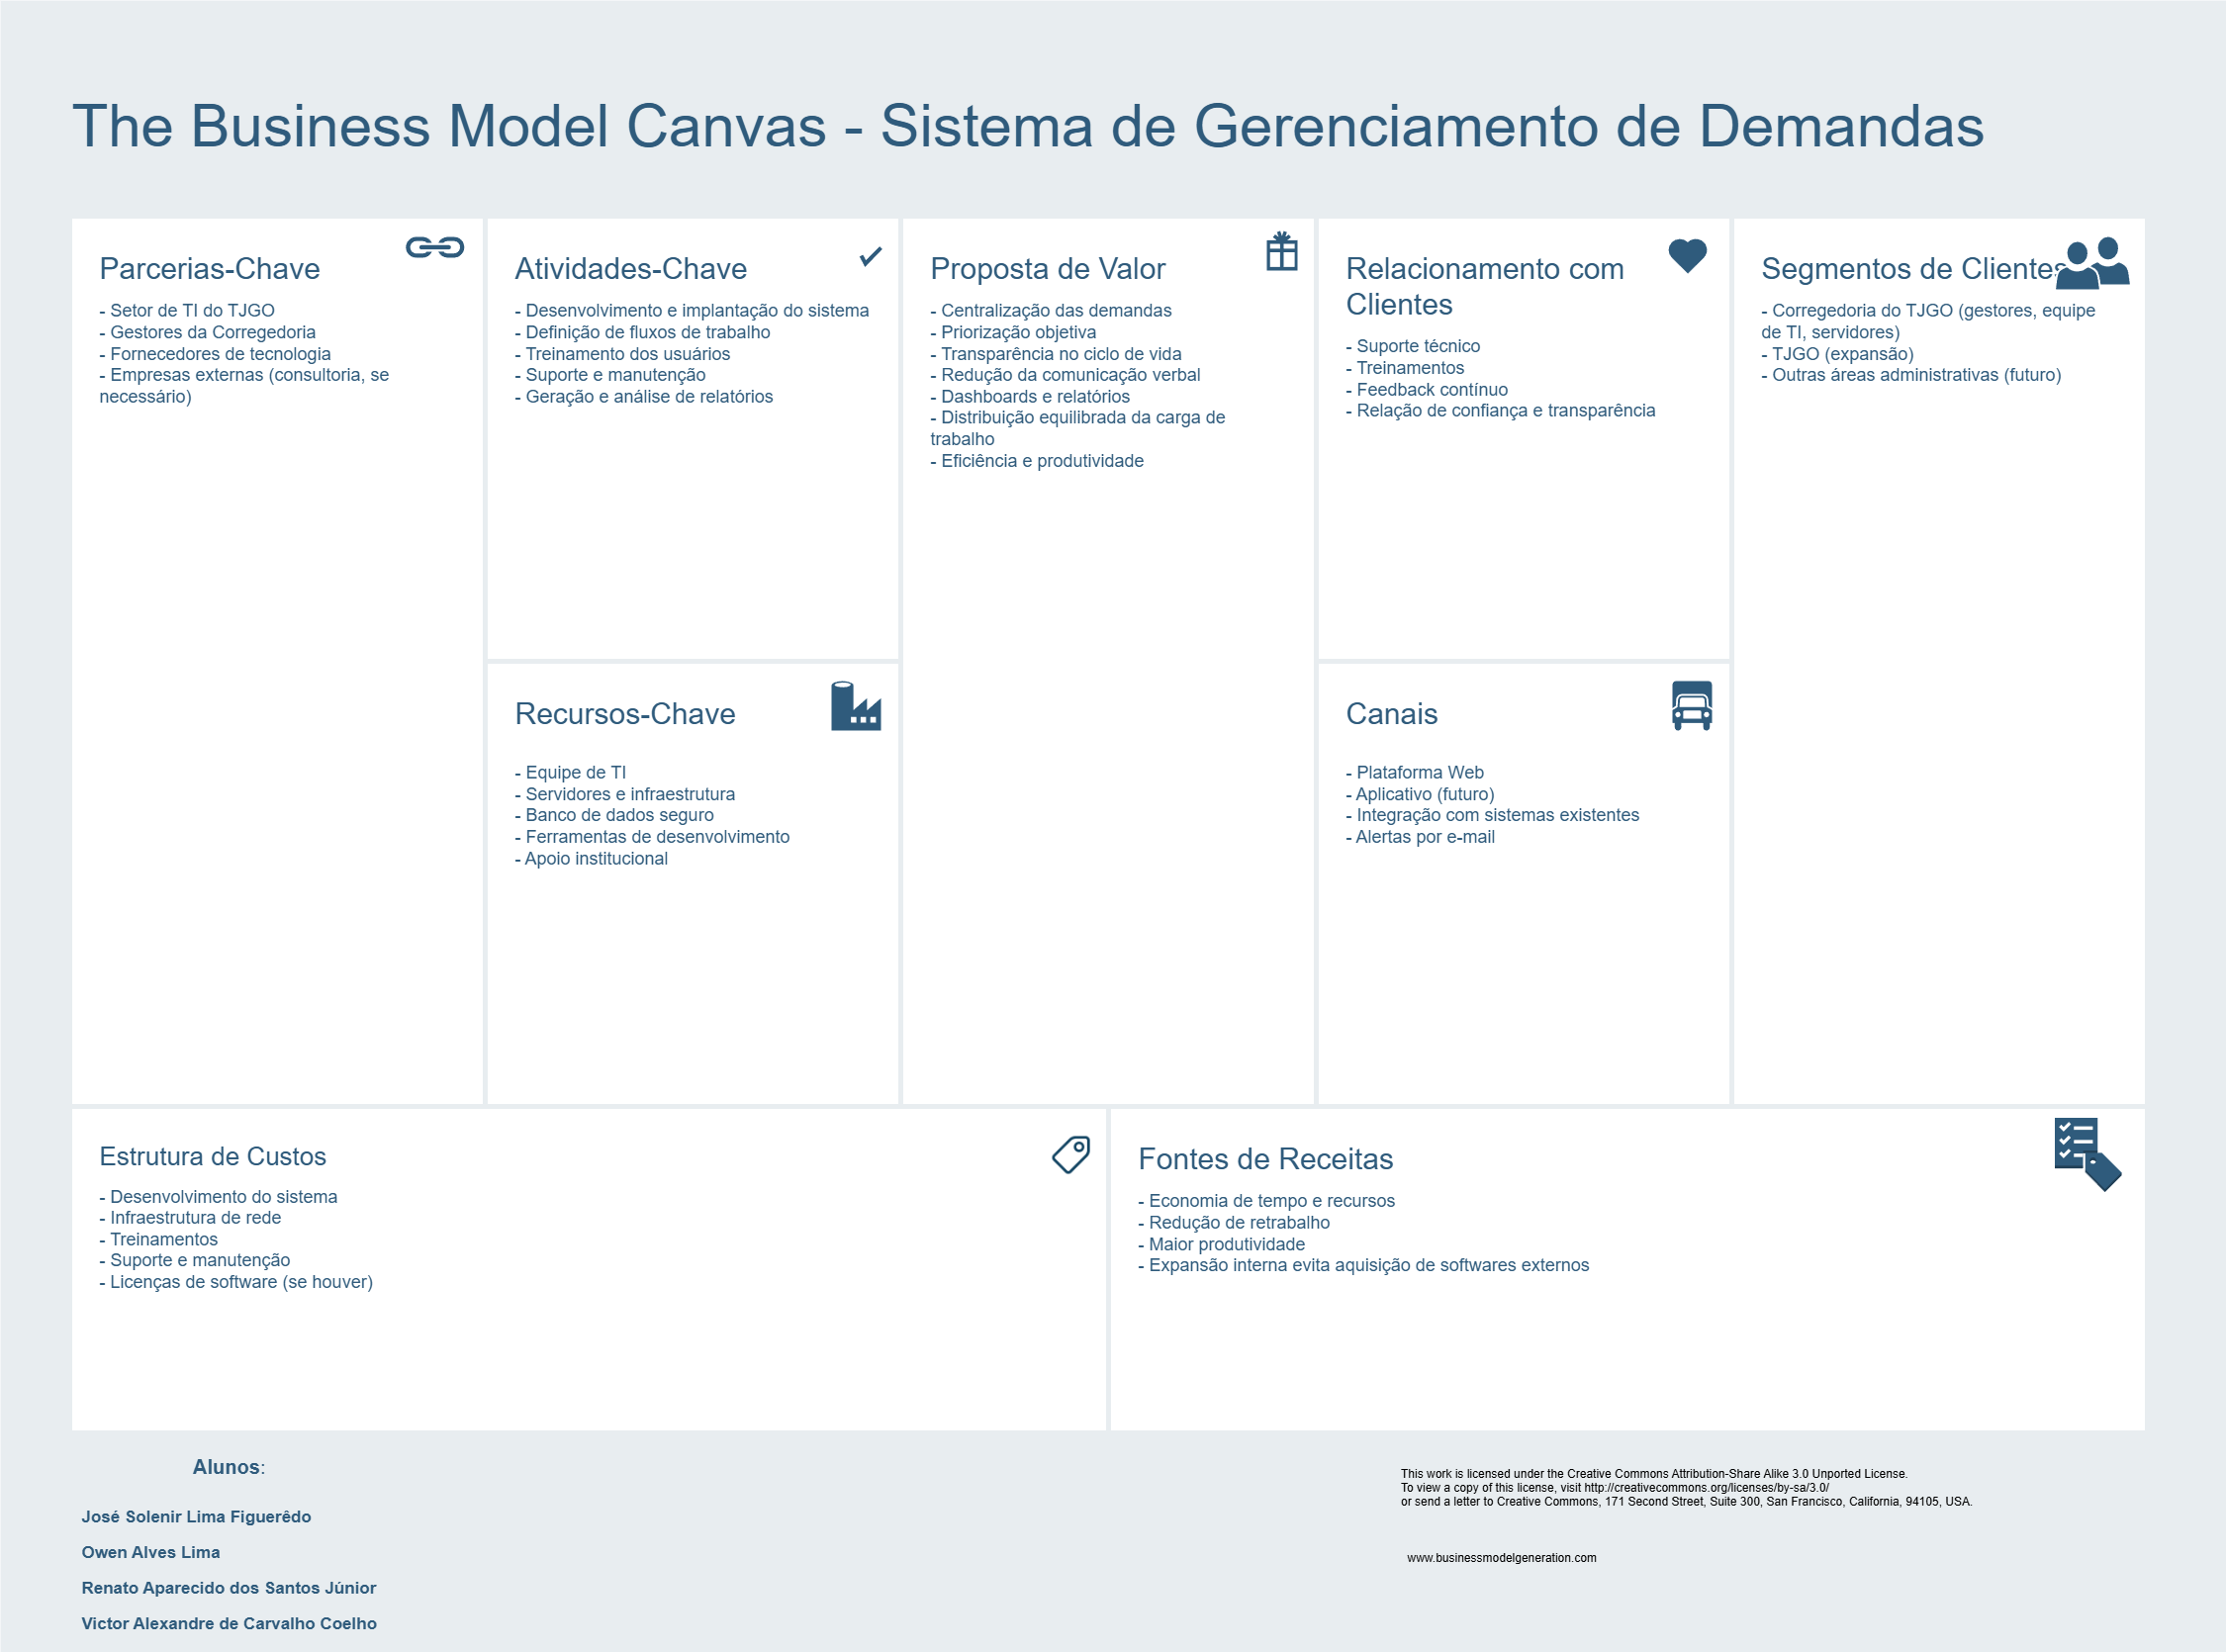 The Business Model Canvas - Sistema de Gerenciamento de Demandas
Parcerias-Chave
- Setor de TI do TJGO
- Gestores da Corregedoria
- Fornecedores de tecnologia
- Empresas externas (consultoria, se
necessário)
Atividades-Chave
- Desenvolvimento e implantação do sistema
- Definição de fluxos de trabalho
- Treinamento dos usuários
- Suporte e manutenção
- Geração e análise de relatórios
Recursos-Chave
- Equipe de TI
- Servidores e infraestrutura
- Banco de dados seguro
- Ferramentas de desenvolvimento
- Apoio institucional
Proposta de Valor
- Centralização das demandas
- Priorização objetiva
- Transparência no ciclo de vida
- Redução da comunicação verbal
- Dashboards e relatórios
- Distribuição equilibrada da carga de
trabalho
- Eficiência e produtividade
Relacionamento com
Clientes
- Suporte técnico
- Treinamentos
- Feedback contínuo
- Relação de confiança e transparência
Canais
- Plataforma Web
- Aplicativo (futuro)
- Integração com sistemas existentes
- Alertas por e-mail
Segmentos de Clientes
- Corregedoria do TJGO (gestores, equipe
de TI, servidores)
- TJGO (expansão)
- Outras áreas administrativas (futuro)
Estrutura de Custos
- Desenvolvimento do sistema
- Infraestrutura de rede
- Treinamentos
- Suporte e manutenção
- Licenças de software (se houver)
Fontes de Receitas
- Economia de tempo e recursos
- Redução de retrabalho
- Maior produtividade
- Expansão interna evita aquisição de softwares externos
Alunos:
José Solenir Lima Figuerêdo
Owen Alves Lima
Renato Aparecido dos Santos Júnior
Victor Alexandre de Carvalho Coelho
This work is licensed under the Creative Commons Attribution-Share Alike 3.0 Unported License.
To view a copy of this license, visit http://creativecommons.org/licenses/by-sa/3.0/
or send a letter to Creative Commons, 171 Second Street, Suite 300, San Francisco, California, 94105, USA.
www.businessmodelgeneration.com